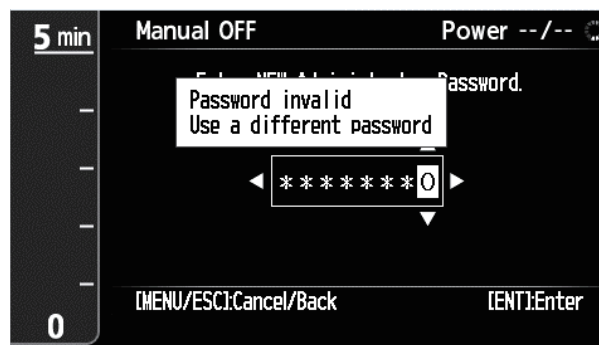 5 min
Manual OFF
Power --/--
Password.
Password invalid
Use a different password
*******0
[MENU/ESC]:Cancel/Back
[ENT]:Enter
0